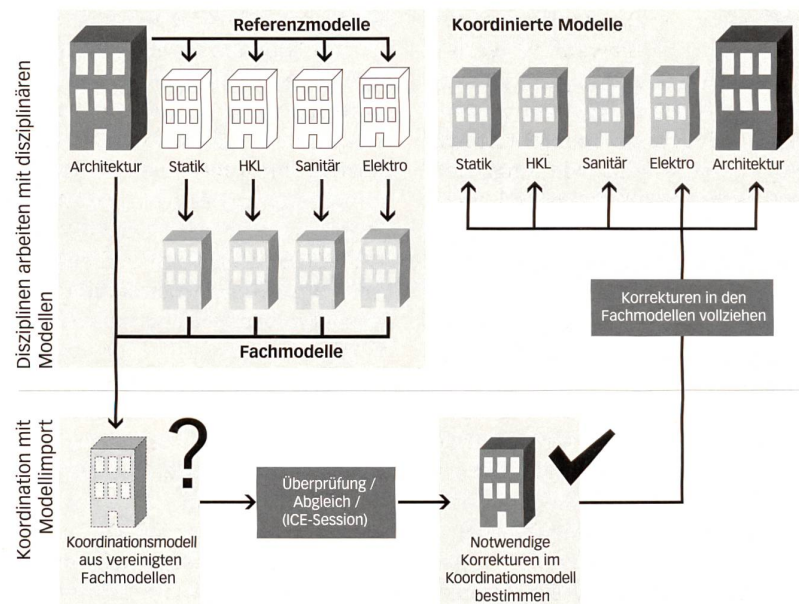 Disziplinen arbeiten mit disziplinären
Modellen
Referenzmodelle
Architektur
Statik
HKL
Sanitär
Elektro
Fachmodelle
Koordinierte Modelle
Statik
HKL
Sanitär
Elektro
Architektur
Korrekturen in den
Fachmodellen vollziehen
Koordination mit
Modellimport
?
Koordinationsmodell
aus vereinigten
Fachmodellen
Überprüfung /
Abgleich /
(ICE-Session)
Notwendige
Korrekturen im
Koordinationsmodell
bestimmen